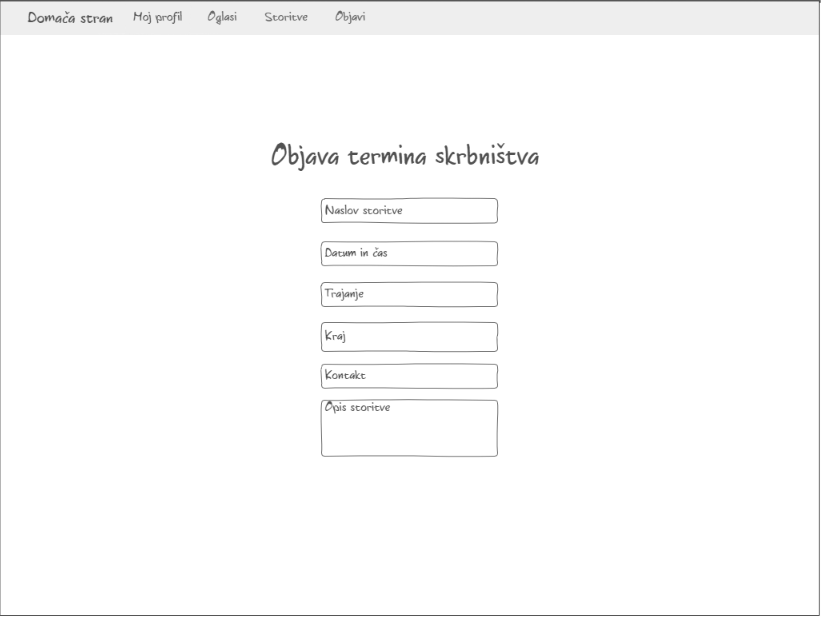 Domača stran Moj profil Oglasi Storitve Objavi
Objava termina skrbništva
Naslov storitve
Datum in čas
Trajanje
Kraj
Kontakt
Opis storitve